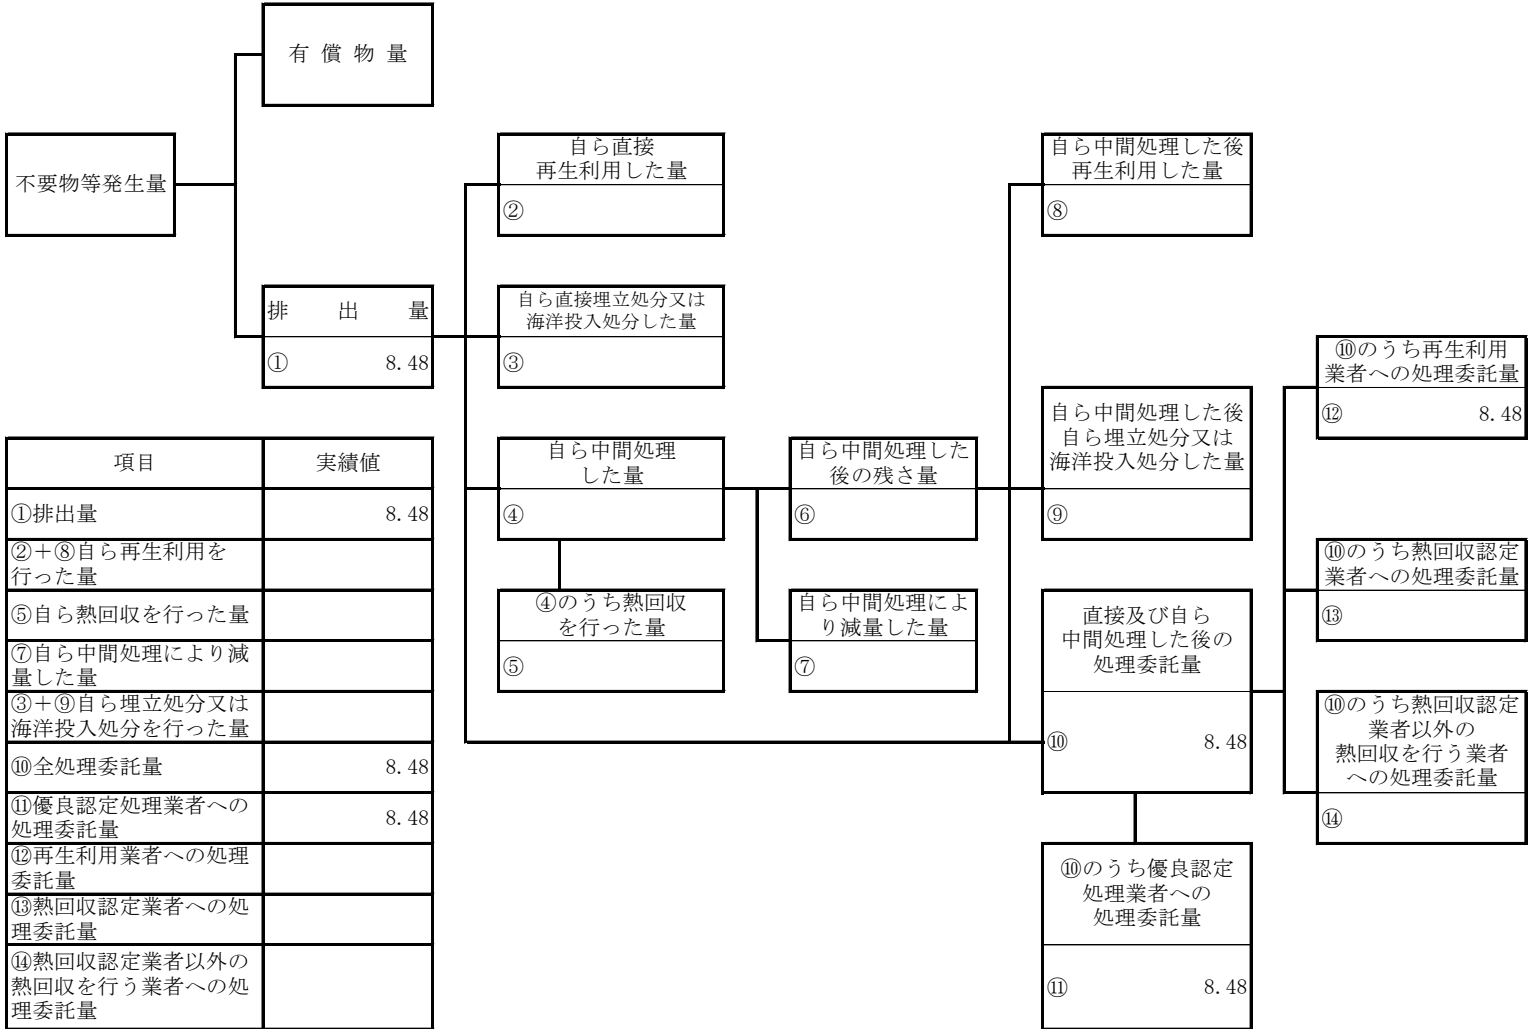 有 償 物 量
不要物等発生量
自ら直接
再生利用した量
②
自ら中間処理した後
再生利用した量
⑧
排 出 量
① 8.48
自ら直接埋立処分又は
海洋投入処分した量
③
⑩のうち再生利用
業者への処理委託量
⑫ 8.48
自ら中間処理した後
自ら埋立処分又は
海洋投入処分した量
⑨
自ら中間処理
した量
④
自ら中間処理した
後の残さ量
⑥
⑩のうち熱回収認定
業者への処理委託量
⑬
④のうち熱回収
を行った量
⑤
自ら中間処理によ
り減量した量
⑦
直接及び自ら
中間処理した後の
処理委託量
⑩ 8.48
⑩のうち熱回収認定
業者以外の
熱回収を行う業者
への処理委託量
⑭
⑩のうち優良認定
処理業者への
処理委託量
⑪ 8.48
項目 実績値
①排出量 8.48
②＋⑧自ら再生利用を
行った量
⑤自ら熱回収を行った量
⑦自ら中間処理により減
量した量
③＋⑨自ら埋立処分又は
海洋投入処分を行った量
⑩全処理委託量 8.48
⑪優良認定処理業者への
処理委託量 8.48
⑫再生利用業者への処理
委託量
⑬熱回収認定業者への処
理委託量
⑭熱回収認定業者以外の
熱回収を行う業者への処
理委託量